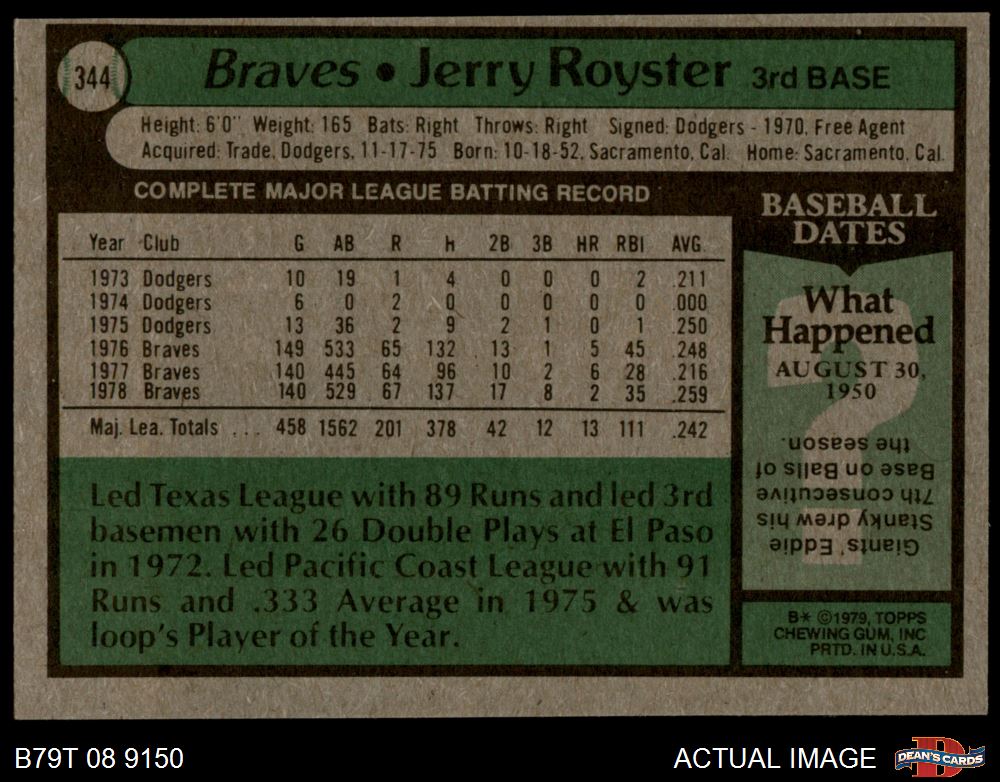 344
Braves • Jerry Royster 3rd BASE
Height: 6'0" Weight: 165 Bats: Right Throws: Right Signed: Dodgers - 1970, Free Agent
Acquired: Trade, Dodgers, 11-17-75 Born: 10-18-52, Sacramento, Cal. Home: Sacramento, Cal.
COMPLETE MAJOR LEAGUE BATTING RECORD
Year Club G AB R H 2B 3B HR RBI AVG.
1973 Dodgers 10 19 1 4 0 0 0 2 .211
1974 Dodgers 6 0 2 0 0 0 0 0 .000
1975 Dodgers 13 36 2 9 2 1 0 1 .250
1976 Braves 149 533 65 132 13 1 5 45 .248
1977 Braves 140 445 64 96 10 2 6 28 .216
1978 Braves 140 529 67 137 17 8 2 35 .259
Maj. Lea. Totals ... 458 1562 201 378 42 12 13 111 .242
Led Texas League with 89 Runs and led 3rd
basemen with 26 Double Plays at El Paso
in 1972. Led Pacific Coast League with 91
Runs and .333 Average in 1975 & was
loop's Player of the Year.
BASEBALL
DATES
What
Happened
AUGUST 30,
1950
Giants' Eddie
Stanky drew his
7th consecutive
Base on Balls of
the season.
B* ©1979, TOPPS
CHEWING GUM, INC
PRTD. IN U.S.A.
B79T 08 9150
ACTUAL IMAGE
DEAN'S CARDS